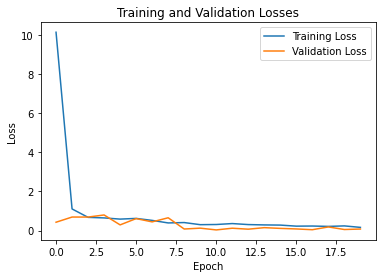 Training and Validation Losses
Training Loss
Validation Loss
10
8
6
4
2
0
Loss
0.0 2.5 5.0 7.5 10.0 12.5 15.0 17.5
Epoch